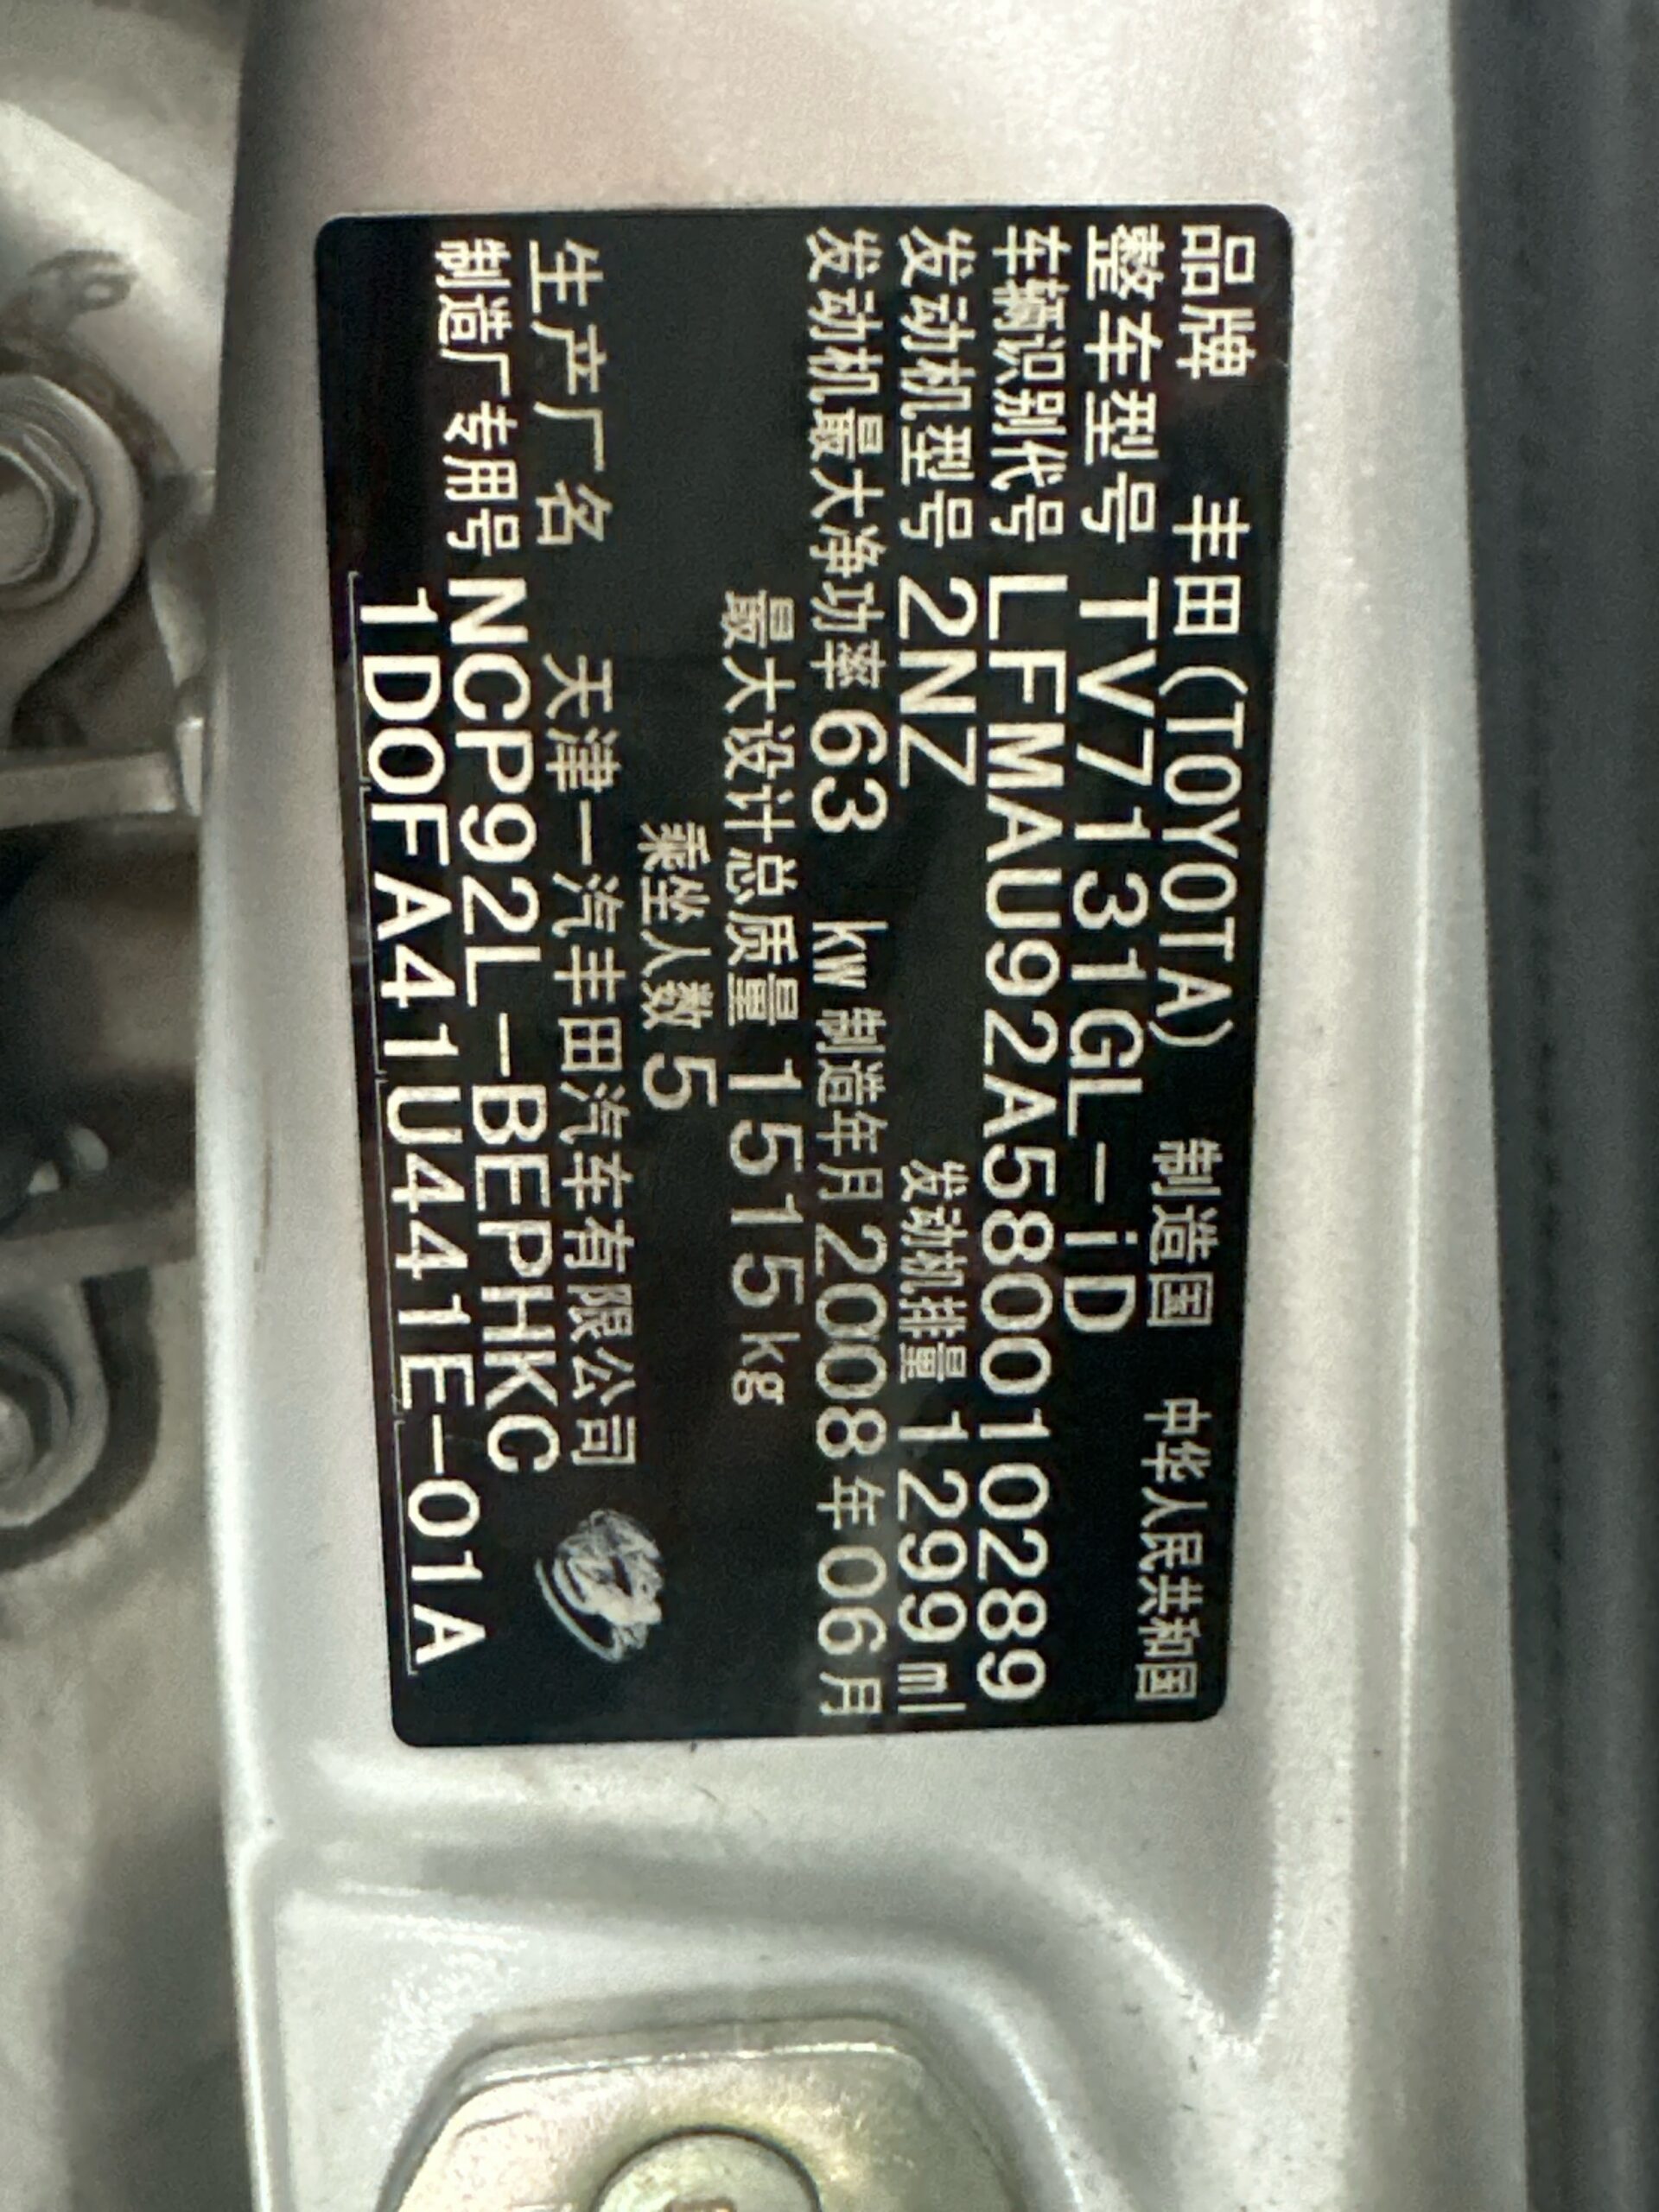 品牌 丰田(TOYOTA) 制造国 中华人民共和国
整车型号 TV7131GL-iD
车辆识别代号 LFMAU92A580010289
发动机型号 2NZ 发动机排量 1299ml
发动机最大净功率 63 kw 制造年月 2008年06月
最大设计总质量 1515kg
乘坐人数 5
生产厂名 天津一汽丰田汽车有限公司
制造厂专用号 NCP92L-BEPHKC
1D0FA41U441E-01A